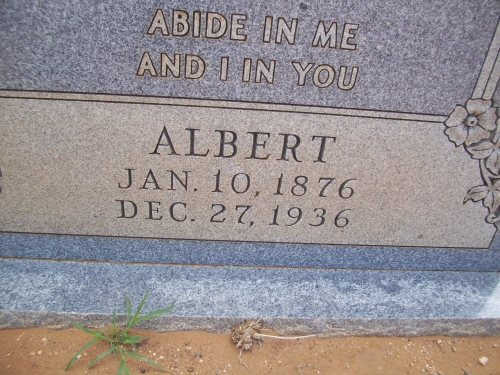 ABIDE IN ME
AND I IN YOU
ALBERT
JAN. 10, 1876
DEC. 27, 1936